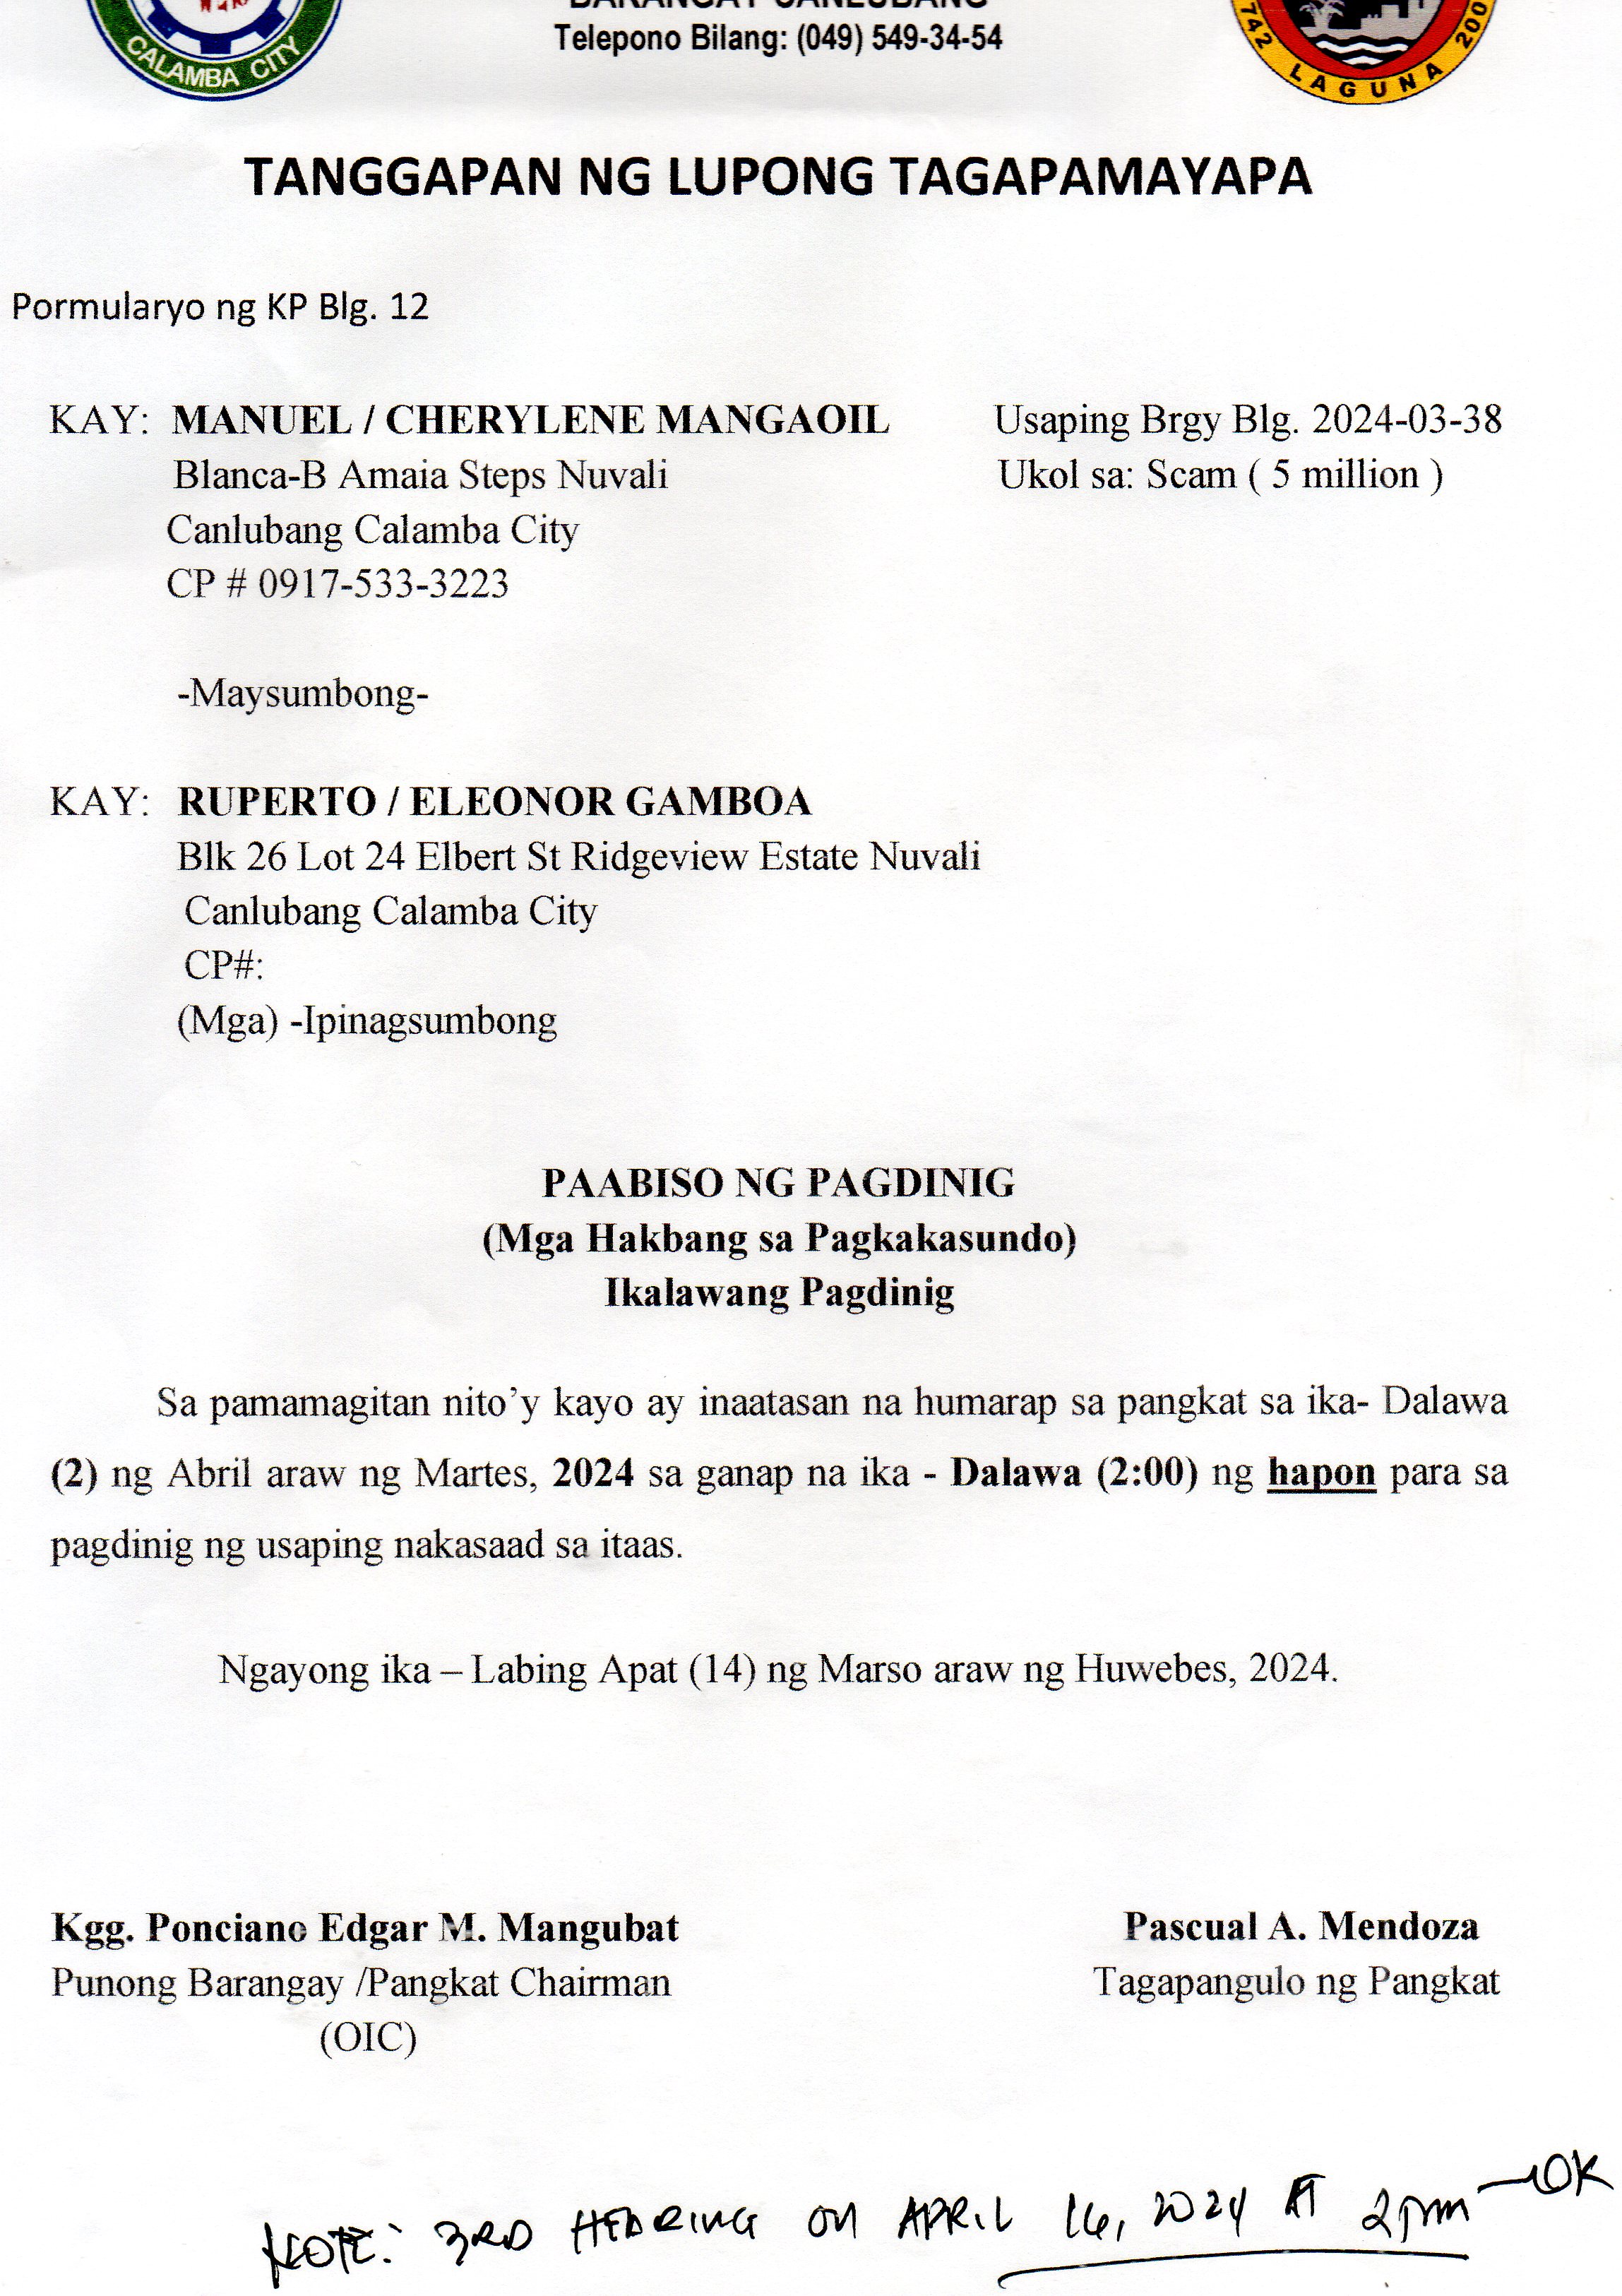 CALAMBA CITY
BARANGAY CANLUBANG
Telepono Bilang: (049) 549-34-54
1742 LAGUNA 200
TANGGAPAN NG LUPONG TAGAPAMAYAPA
Pormularyo ng KP Blg. 12
KAY: MANUEL / CHERYLENE MANGAOIL Usaping Brgy Blg. 2024-03-38
Blanca-B Amaia Steps Nuvali Ukol sa: Scam ( 5 million )
Canlubang Calamba City
CP # 0917-533-3223
-Maysumbong-
KAY: RUPERTO / ELEONOR GAMBOA
Blk 26 Lot 24 Elbert St Ridgeview Estate Nuvali
Canlubang Calamba City
CP#:
(Mga) -Ipinagsumbong
PAABISO NG PAGDINIG
(Mga Hakbang sa Pagkakasundo)
Ikalawang Pagdinig
Sa pamamagitan nito’y kayo ay inaatasan na humarap sa pangkat sa ika- Dalawa
(2) ng Abril araw ng Martes, 2024 sa ganap na ika - Dalawa (2:00) ng hapon para sa
pagdinig ng usaping nakasaad sa itaas.
Ngayong ika – Labing Apat (14) ng Marso araw ng Huwebes, 2024.
Kgg. Ponciano Edgar M. Mangubat Pascual A. Mendoza
Punong Barangay /Pangkat Chairman Tagapangulo ng Pangkat
(OIC)
NOTE: 3RD HEARING ON APRIL 16, 2024 AT 2PM - OK